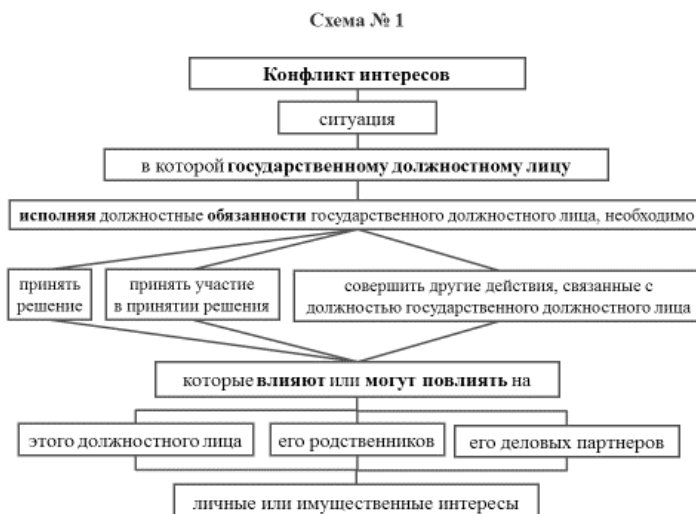 Схема № 1
Конфликт интересов
ситуация
в которой государственному должностному лицу
исполняя должностные обязанности государственного должностного лица, необходимо
принять
решение
принять участие
в принятии решения
совершить другие действия, связанные с
должностью государственного должностного лица
которые влияют или могут повлиять на
этого должностного лица
его родственников
его деловых партнеров
личные или имущественные интересы